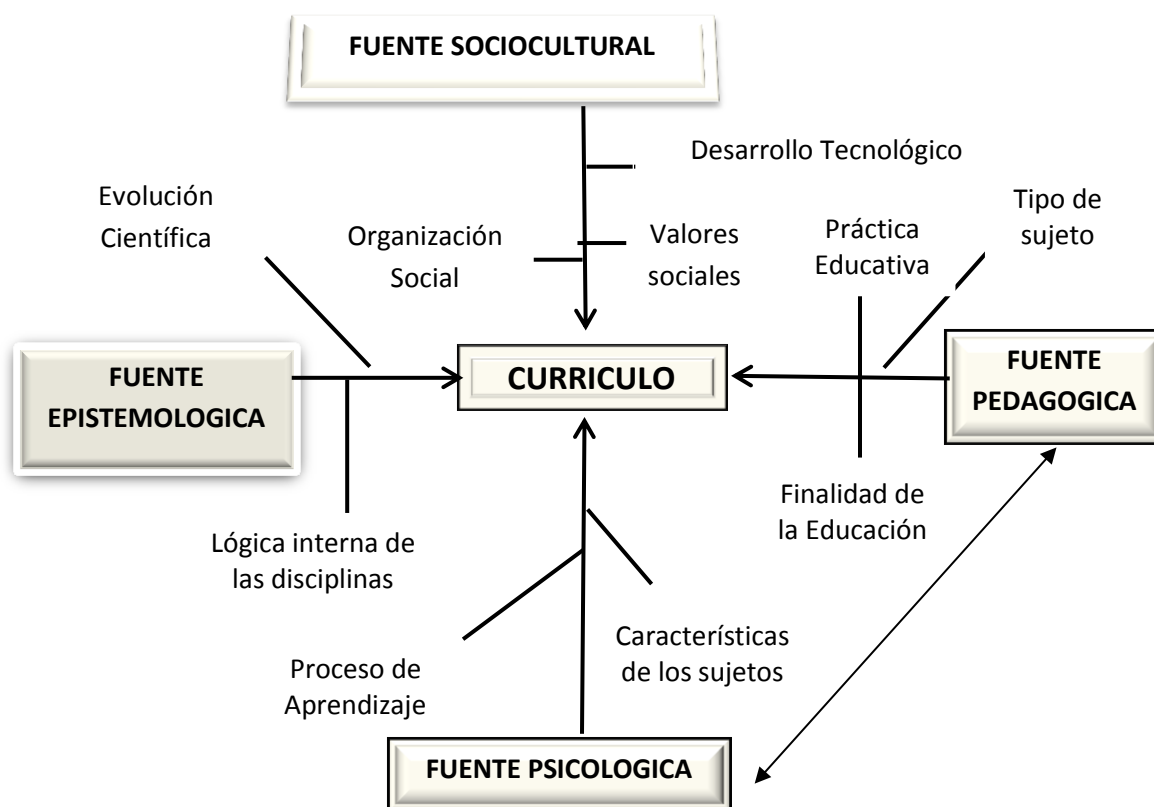 FUENTE SOCIOCULTURAL
Desarrollo Tecnológico
Evolución
Científica
Organización
Social
Valores
sociales
Práctica
Educativa
Tipo de
sujeto
FUENTE
EPISTEMOLOGICA
CURRICULO
FUENTE
PEDAGOGICA
Lógica interna de
las disciplinas
Finalidad de
la Educación
Proceso de
Aprendizaje
Cararacterísticas
de los sujetos
FUENTE PSICOLOGICA